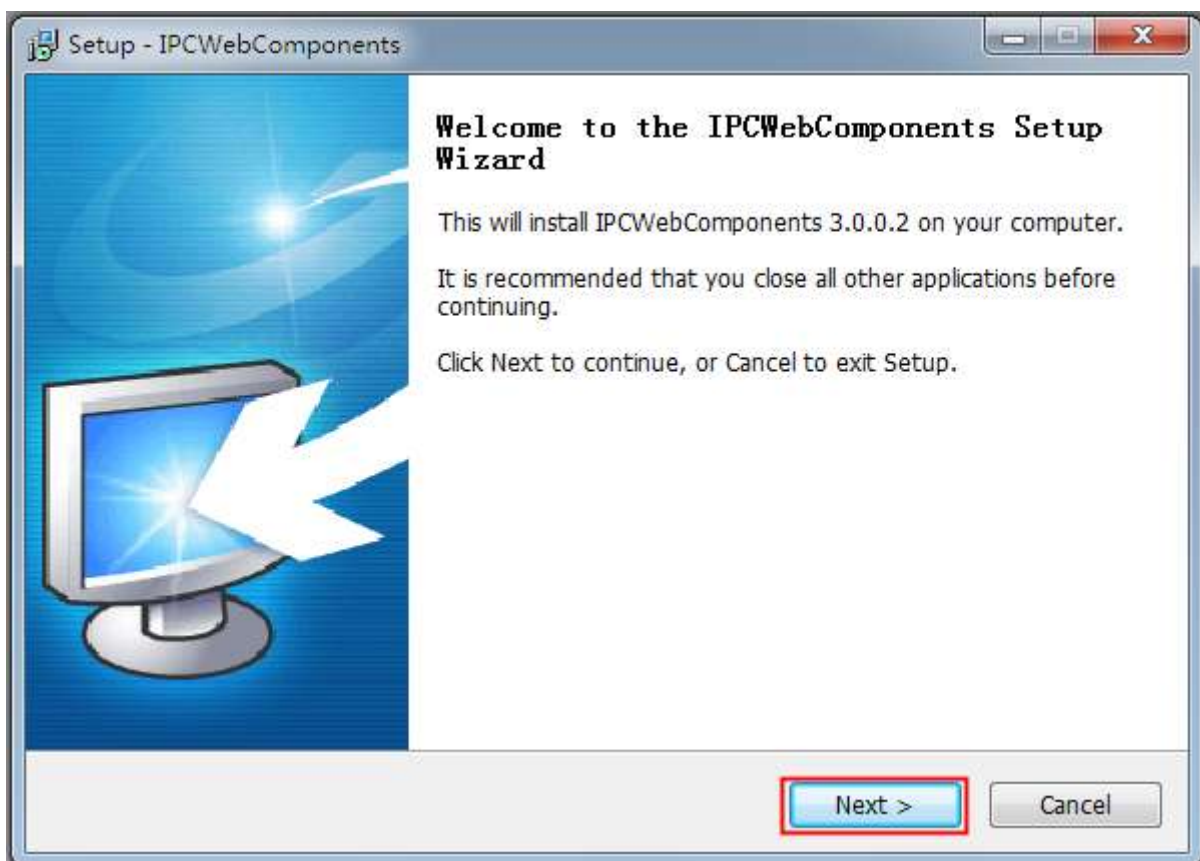 Setup - IPCWebComponents
Welcome to the IPCWebComponents Setup
Wizard
This will install IPCWebComponents 3.0.0.2 on your computer.
It is recommended that you close all other applications before
continuing.
Click Next to continue, or Cancel to exit Setup.
Next >
Cancel